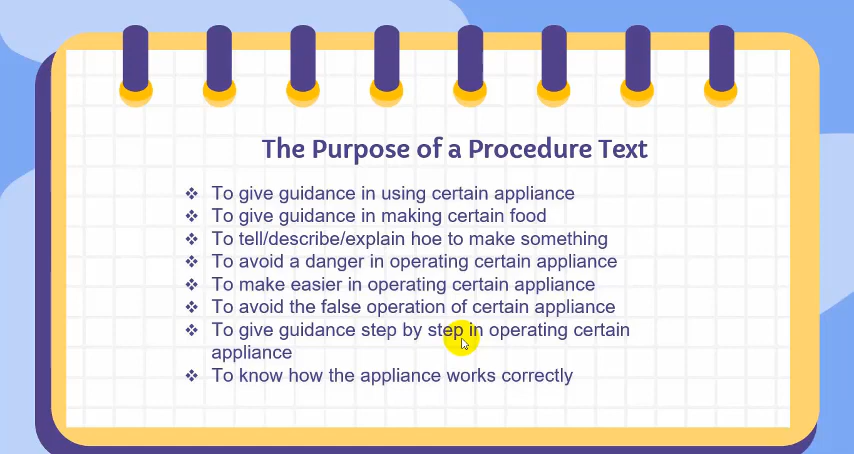 The Purpose of a Procedure Text
❖ To give guidance in using certain appliance
❖ To give guidance in making certain food
❖ To tell/describe/explain hoe to make something
❖ To avoid a danger in operating certain appliance
❖ To make easier in operating certain appliance
❖ To avoid the false operation of certain appliance
❖ To give guidance step by step in operating certain
appliance
❖ To know how the appliance works correctly